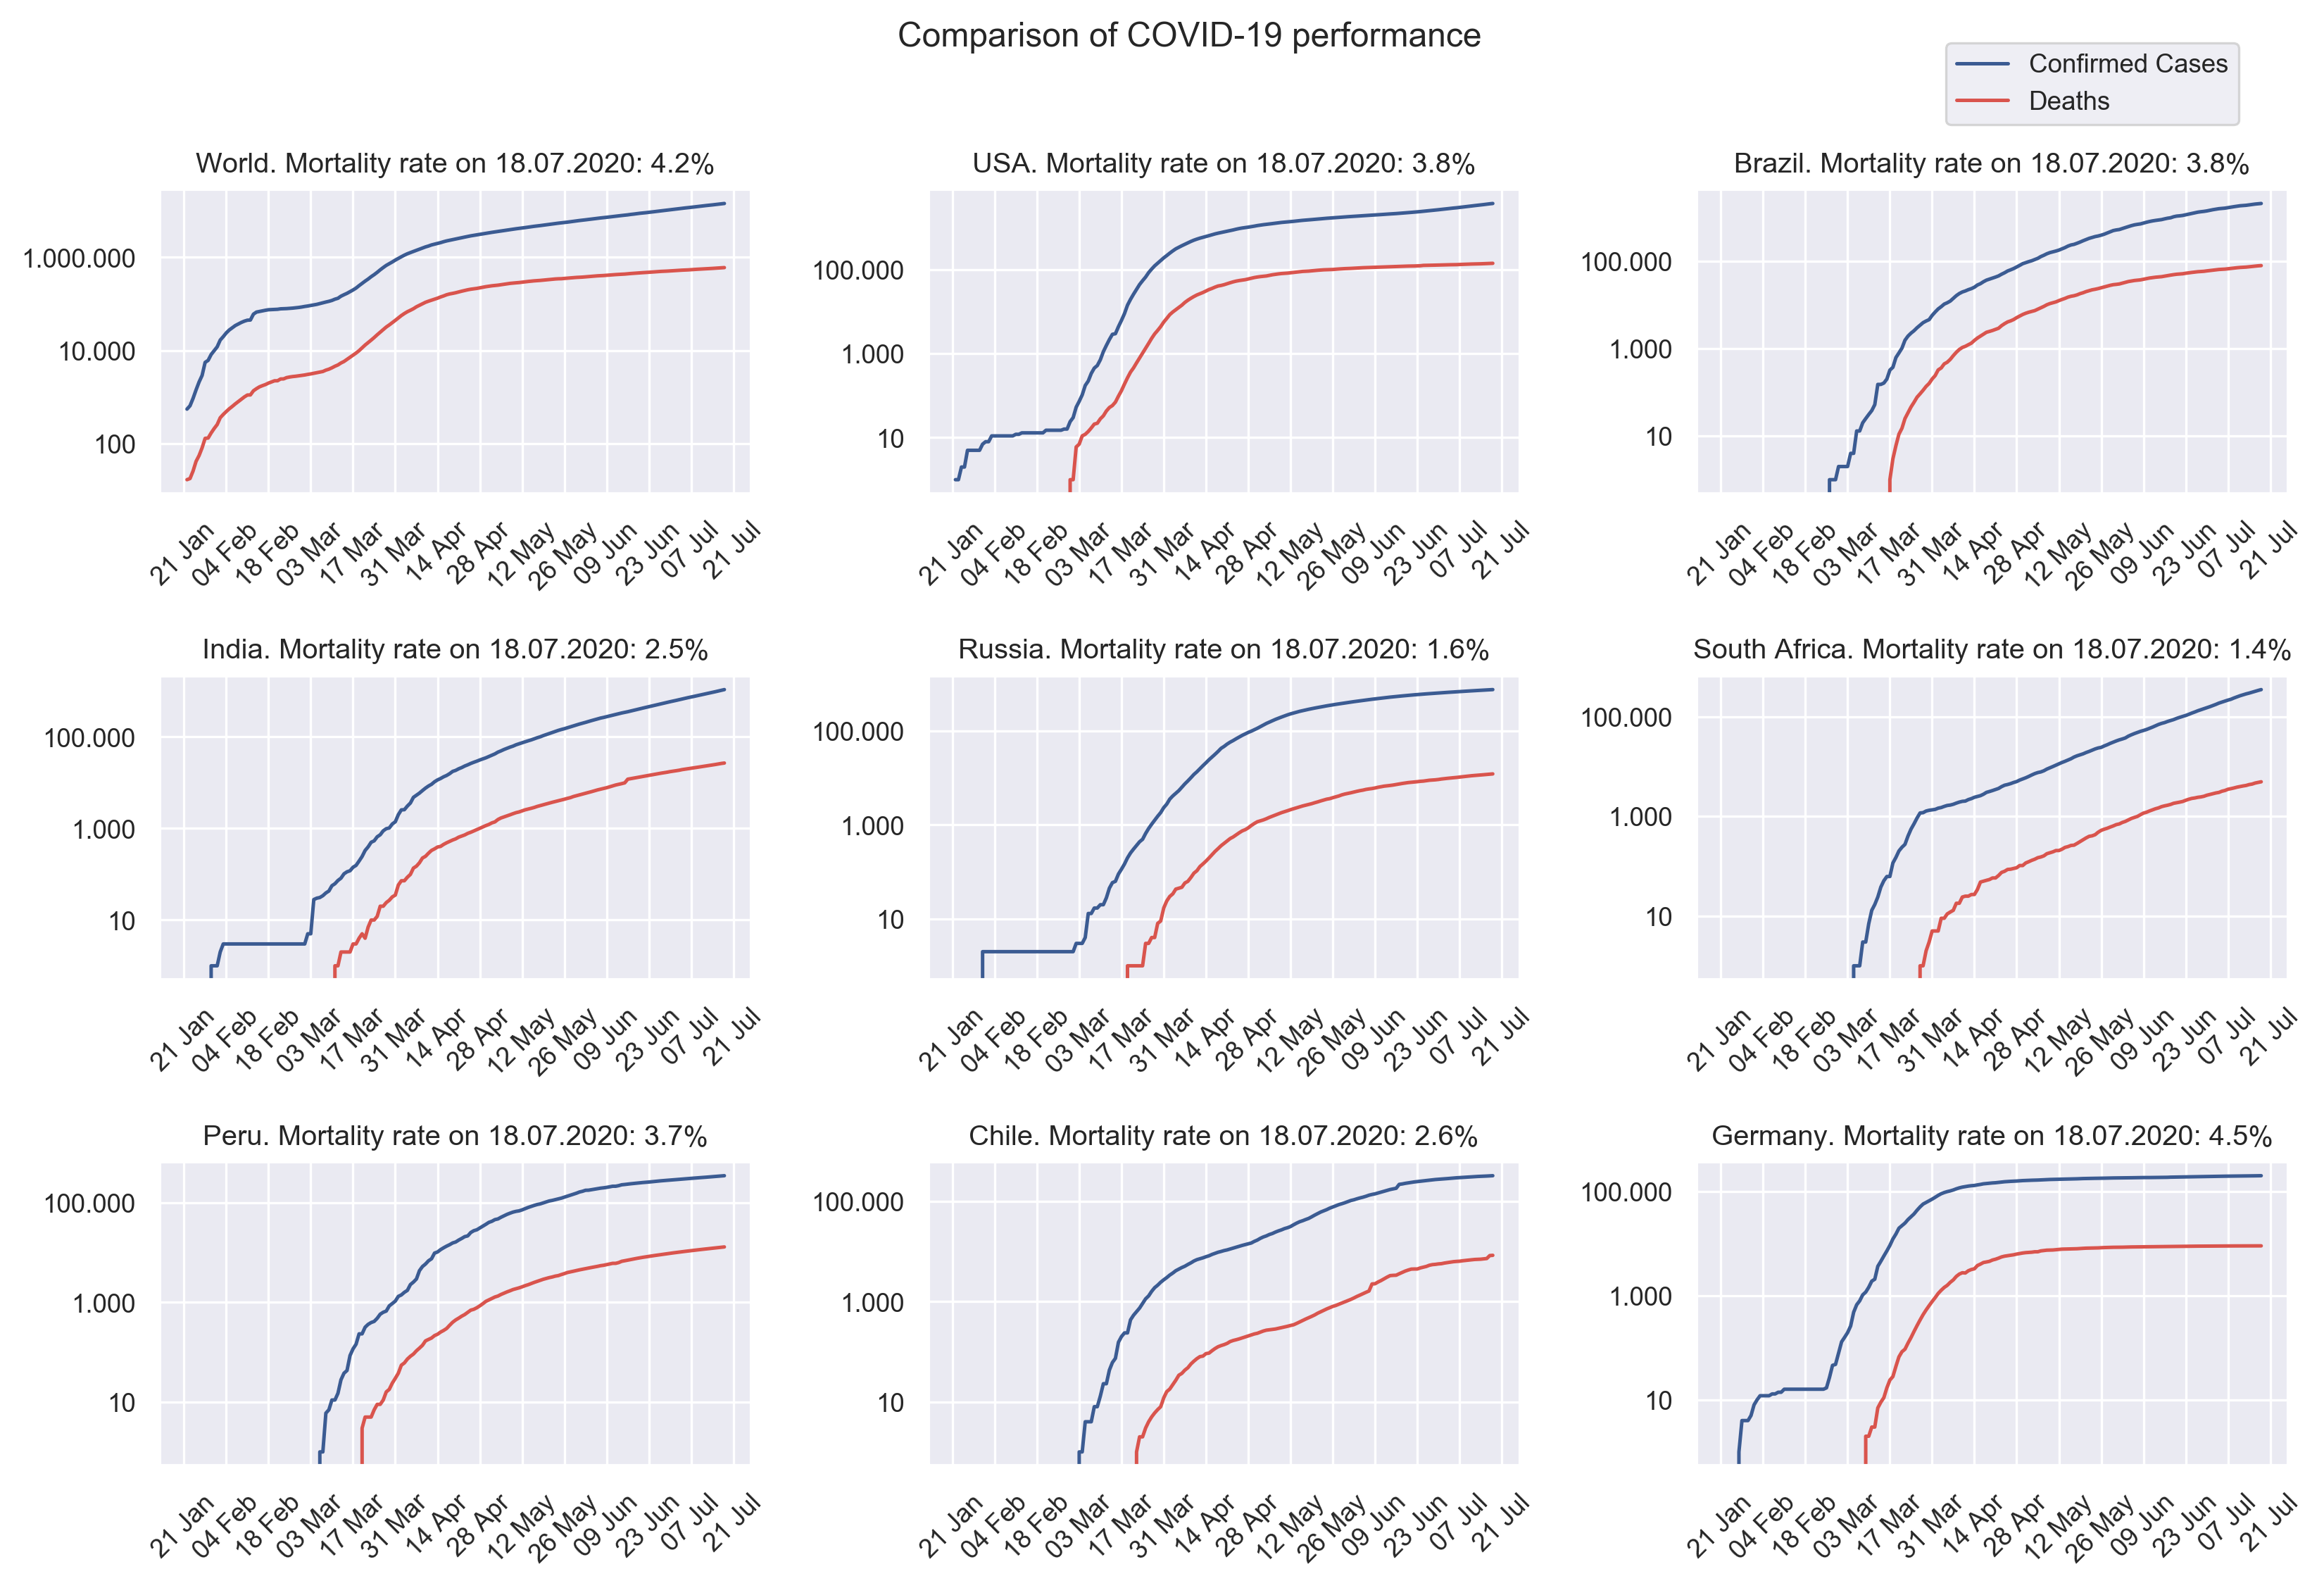 Comparison of COVID-19 performance
Confirmed Cases
Deaths
World. Mortality rate on 18.07.2020: 4.2%
1.000.000
10.000
100
21 Jan
04 Feb
18 Feb
03 Mar
17 Mar
31 Mar
14 Apr
28 Apr
12 May
26 May
09 Jun
23 Jun
07 Jul
21 Jul
USA. Mortality rate on 18.07.2020: 3.8%
100.000
1.000
10
21 Jan
04 Feb
18 Feb
03 Mar
17 Mar
31 Mar
14 Apr
28 Apr
12 May
26 May
09 Jun
23 Jun
07 Jul
21 Jul
Brazil. Mortality rate on 18.07.2020: 3.8%
100.000
1.000
10
21 Jan
04 Feb
18 Feb
03 Mar
17 Mar
31 Mar
14 Apr
28 Apr
12 May
26 May
09 Jun
23 Jun
07 Jul
21 Jul
India. Mortality rate on 18.07.2020: 2.5%
100.000
1.000
10
21 Jan
04 Feb
18 Feb
03 Mar
17 Mar
31 Mar
14 Apr
28 Apr
12 May
26 May
09 Jun
23 Jun
07 Jul
21 Jul
Russia. Mortality rate on 18.07.2020: 1.6%
100.000
1.000
10
21 Jan
04 Feb
18 Feb
03 Mar
17 Mar
31 Mar
14 Apr
28 Apr
12 May
26 May
09 Jun
23 Jun
07 Jul
21 Jul
South Africa. Mortality rate on 18.07.2020: 1.4%
100.000
1.000
10
21 Jan
04 Feb
18 Feb
03 Mar
17 Mar
31 Mar
14 Apr
28 Apr
12 May
26 May
09 Jun
23 Jun
07 Jul
21 Jul
Peru. Mortality rate on 18.07.2020: 3.7%
100.000
1.000
10
21 Jan
04 Feb
18 Feb
03 Mar
17 Mar
31 Mar
14 Apr
28 Apr
12 May
26 May
09 Jun
23 Jun
07 Jul
21 Jul
Chile. Mortality rate on 18.07.2020: 2.6%
100.000
1.000
10
21 Jan
04 Feb
18 Feb
03 Mar
17 Mar
31 Mar
14 Apr
28 Apr
12 May
26 May
09 Jun
23 Jun
07 Jul
21 Jul
Germany. Mortality rate on 18.07.2020: 4.5%
100.000
1.000
10
21 Jan
04 Feb
18 Feb
03 Mar
17 Mar
31 Mar
14 Apr
28 Apr
12 May
26 May
09 Jun
23 Jun
07 Jul
21 Jul